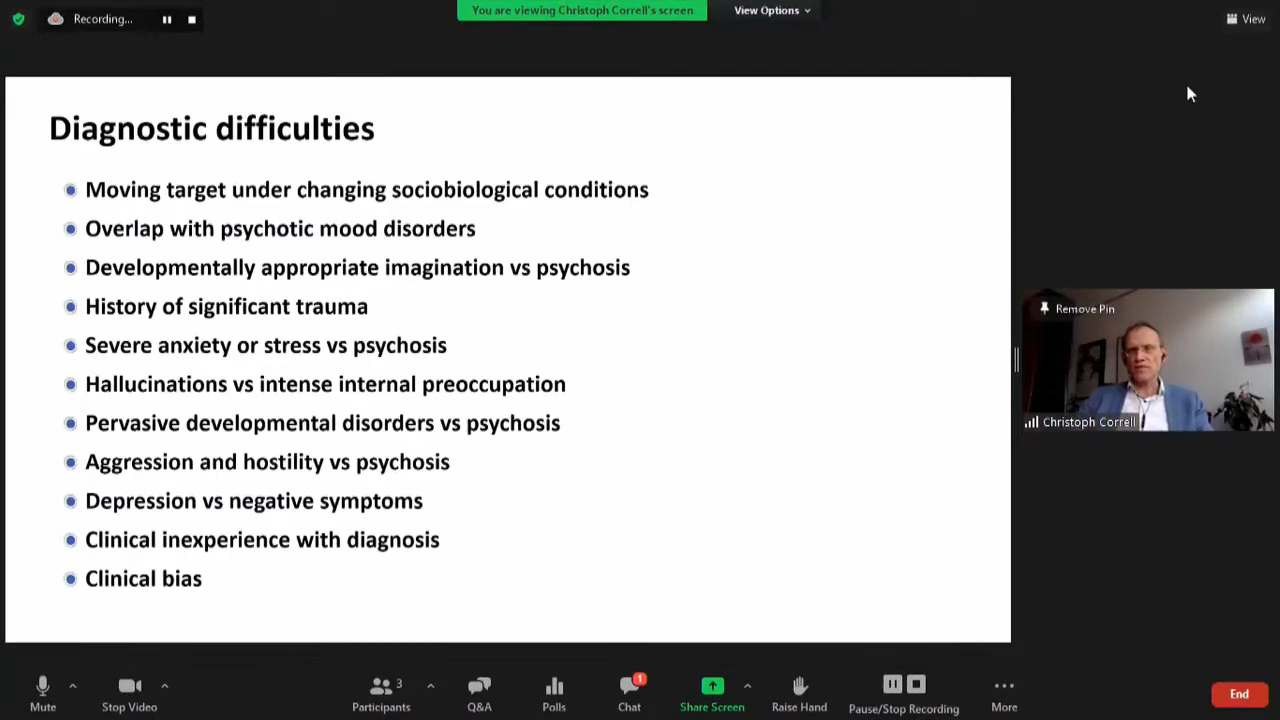 Recording...
You are viewing Christoph Correll's screen
View Options
View
Diagnostic difficulties
Moving target under changing sociobiological conditions
Overlap with psychotic mood disorders
Developmentally appropriate imagination vs psychosis
History of significant trauma
Severe anxiety or stress vs psychosis
Hallucinations vs intense internal preoccupation
Pervasive developmental disorders vs psychosis
Aggression and hostility vs psychosis
Depression vs negative symptoms
Clinical inexperience with diagnosis
Clinical bias
Remove Pin
Christoph Correll
Mute
Stop Video
Participants
3
Q&A
Polls
Chat
1
Share Screen
Raise Hand
Pause/Stop Recording
More
End